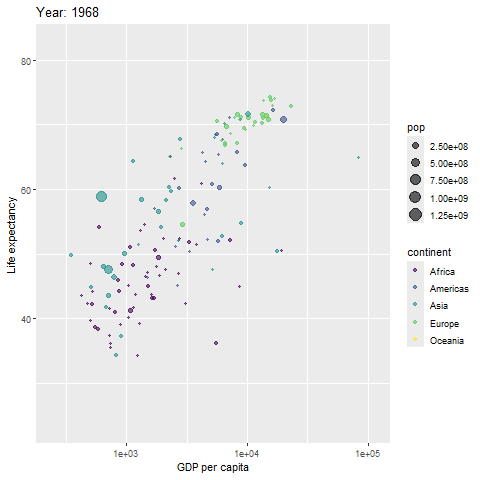 Year: 1968
Life expectancy
80
60
40
1e+03
1e+04
1e+05
GDP per capita
pop
2.50e+08
5.00e+08
7.50e+08
1.00e+09
1.25e+09
continent
Africa
Americas
Asia
Europe
Oceania